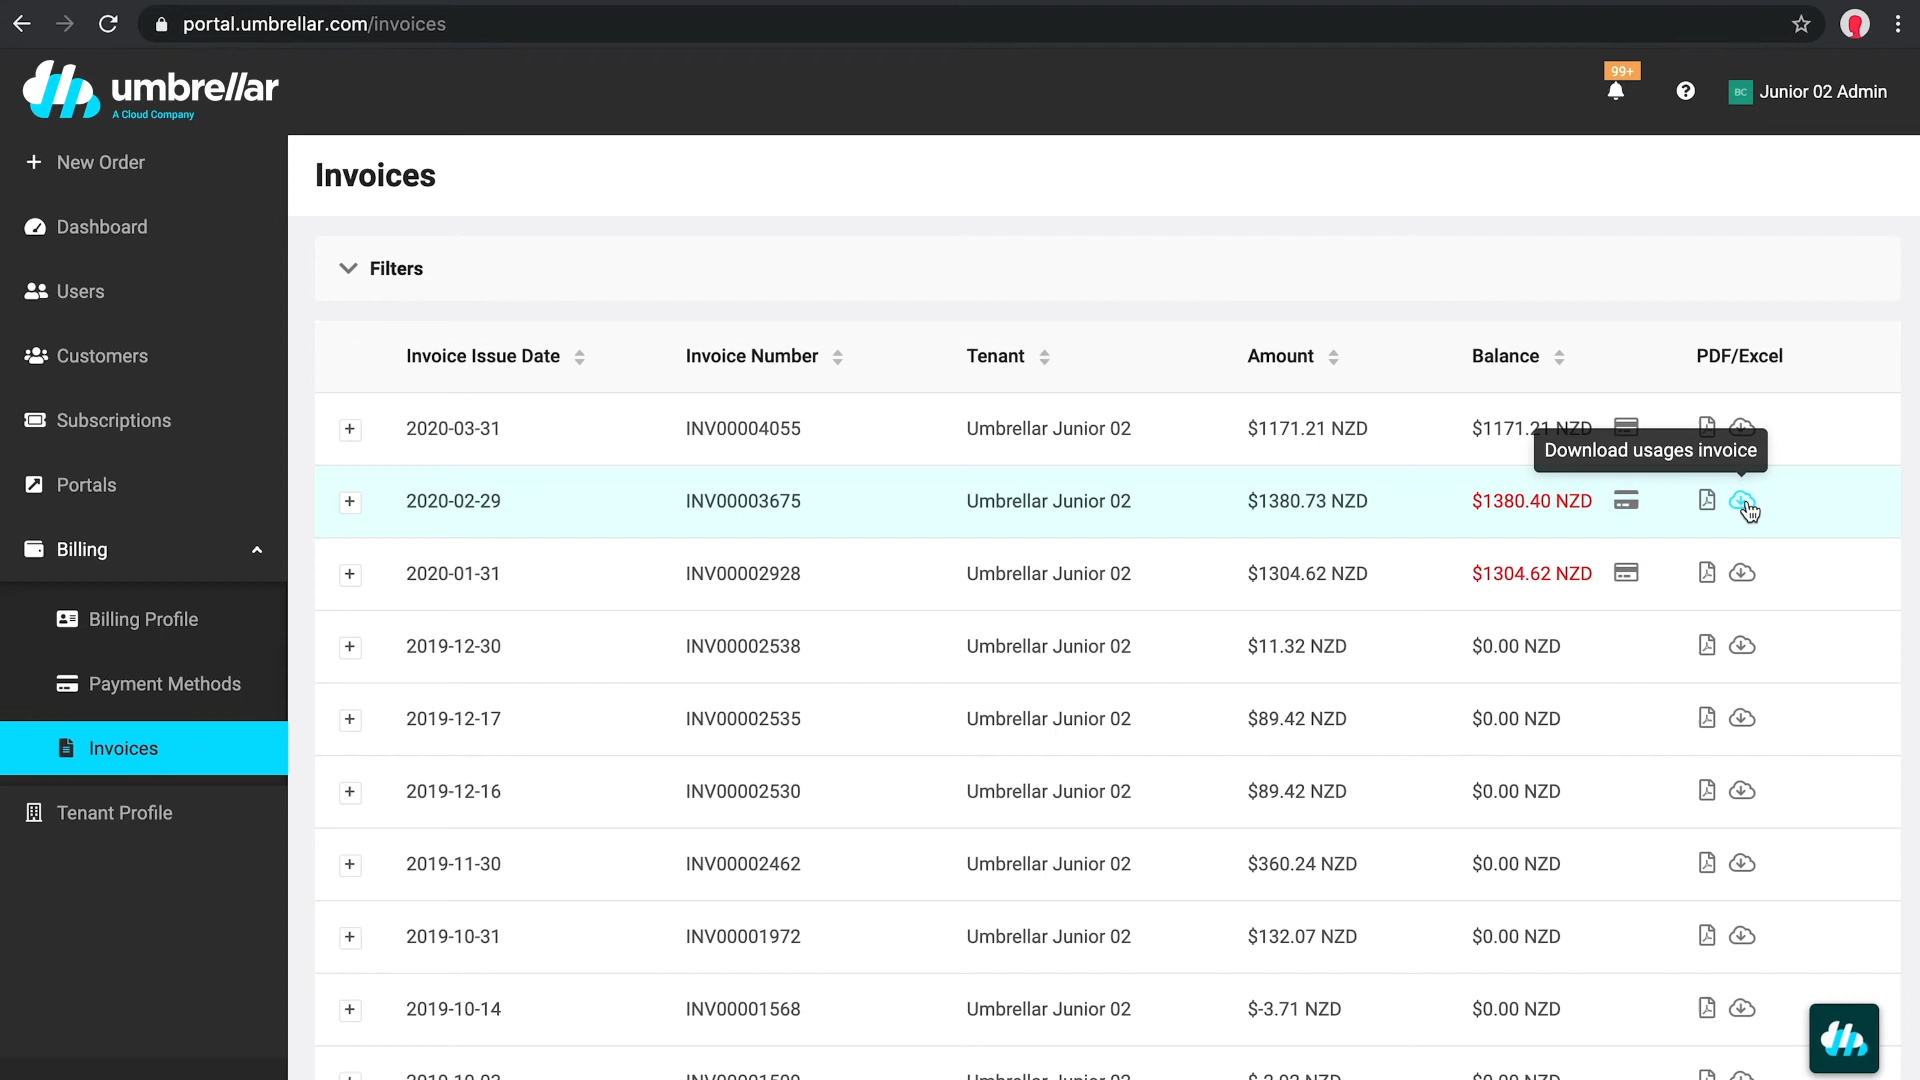 portal.umbrellar.com/invoices
umbrellar
A Cloud Company
99+
BC Junior 02 Admin
New Order
Dashboard
Users
Customers
Subscriptions
Portals
Billing
Billing Profile
Payment Methods
Invoices
Tenant Profile
Invoices
Filters
Invoice Issue Date Invoice Number Tenant Amount Balance PDF/Excel
2020-03-31 INV00004055 Umbrellar Junior 02 $1171.21 NZD $1171.21 NZD
Download usages invoice
2020-02-29 INV00003675 Umbrellar Junior 02 $1380.73 NZD $1380.40 NZD
2020-01-31 INV00002928 Umbrellar Junior 02 $1304.62 NZD $1304.62 NZD
2019-12-30 INV00002538 Umbrellar Junior 02 $11.32 NZD $0.00 NZD
2019-12-17 INV00002535 Umbrellar Junior 02 $89.42 NZD $0.00 NZD
2019-12-16 INV00002530 Umbrellar Junior 02 $89.42 NZD $0.00 NZD
2019-11-30 INV00002462 Umbrellar Junior 02 $360.24 NZD $0.00 NZD
2019-10-31 INV00001972 Umbrellar Junior 02 $132.07 NZD $0.00 NZD
2019-10-14 INV00001568 Umbrellar Junior 02 $-3.71 NZD $0.00 NZD